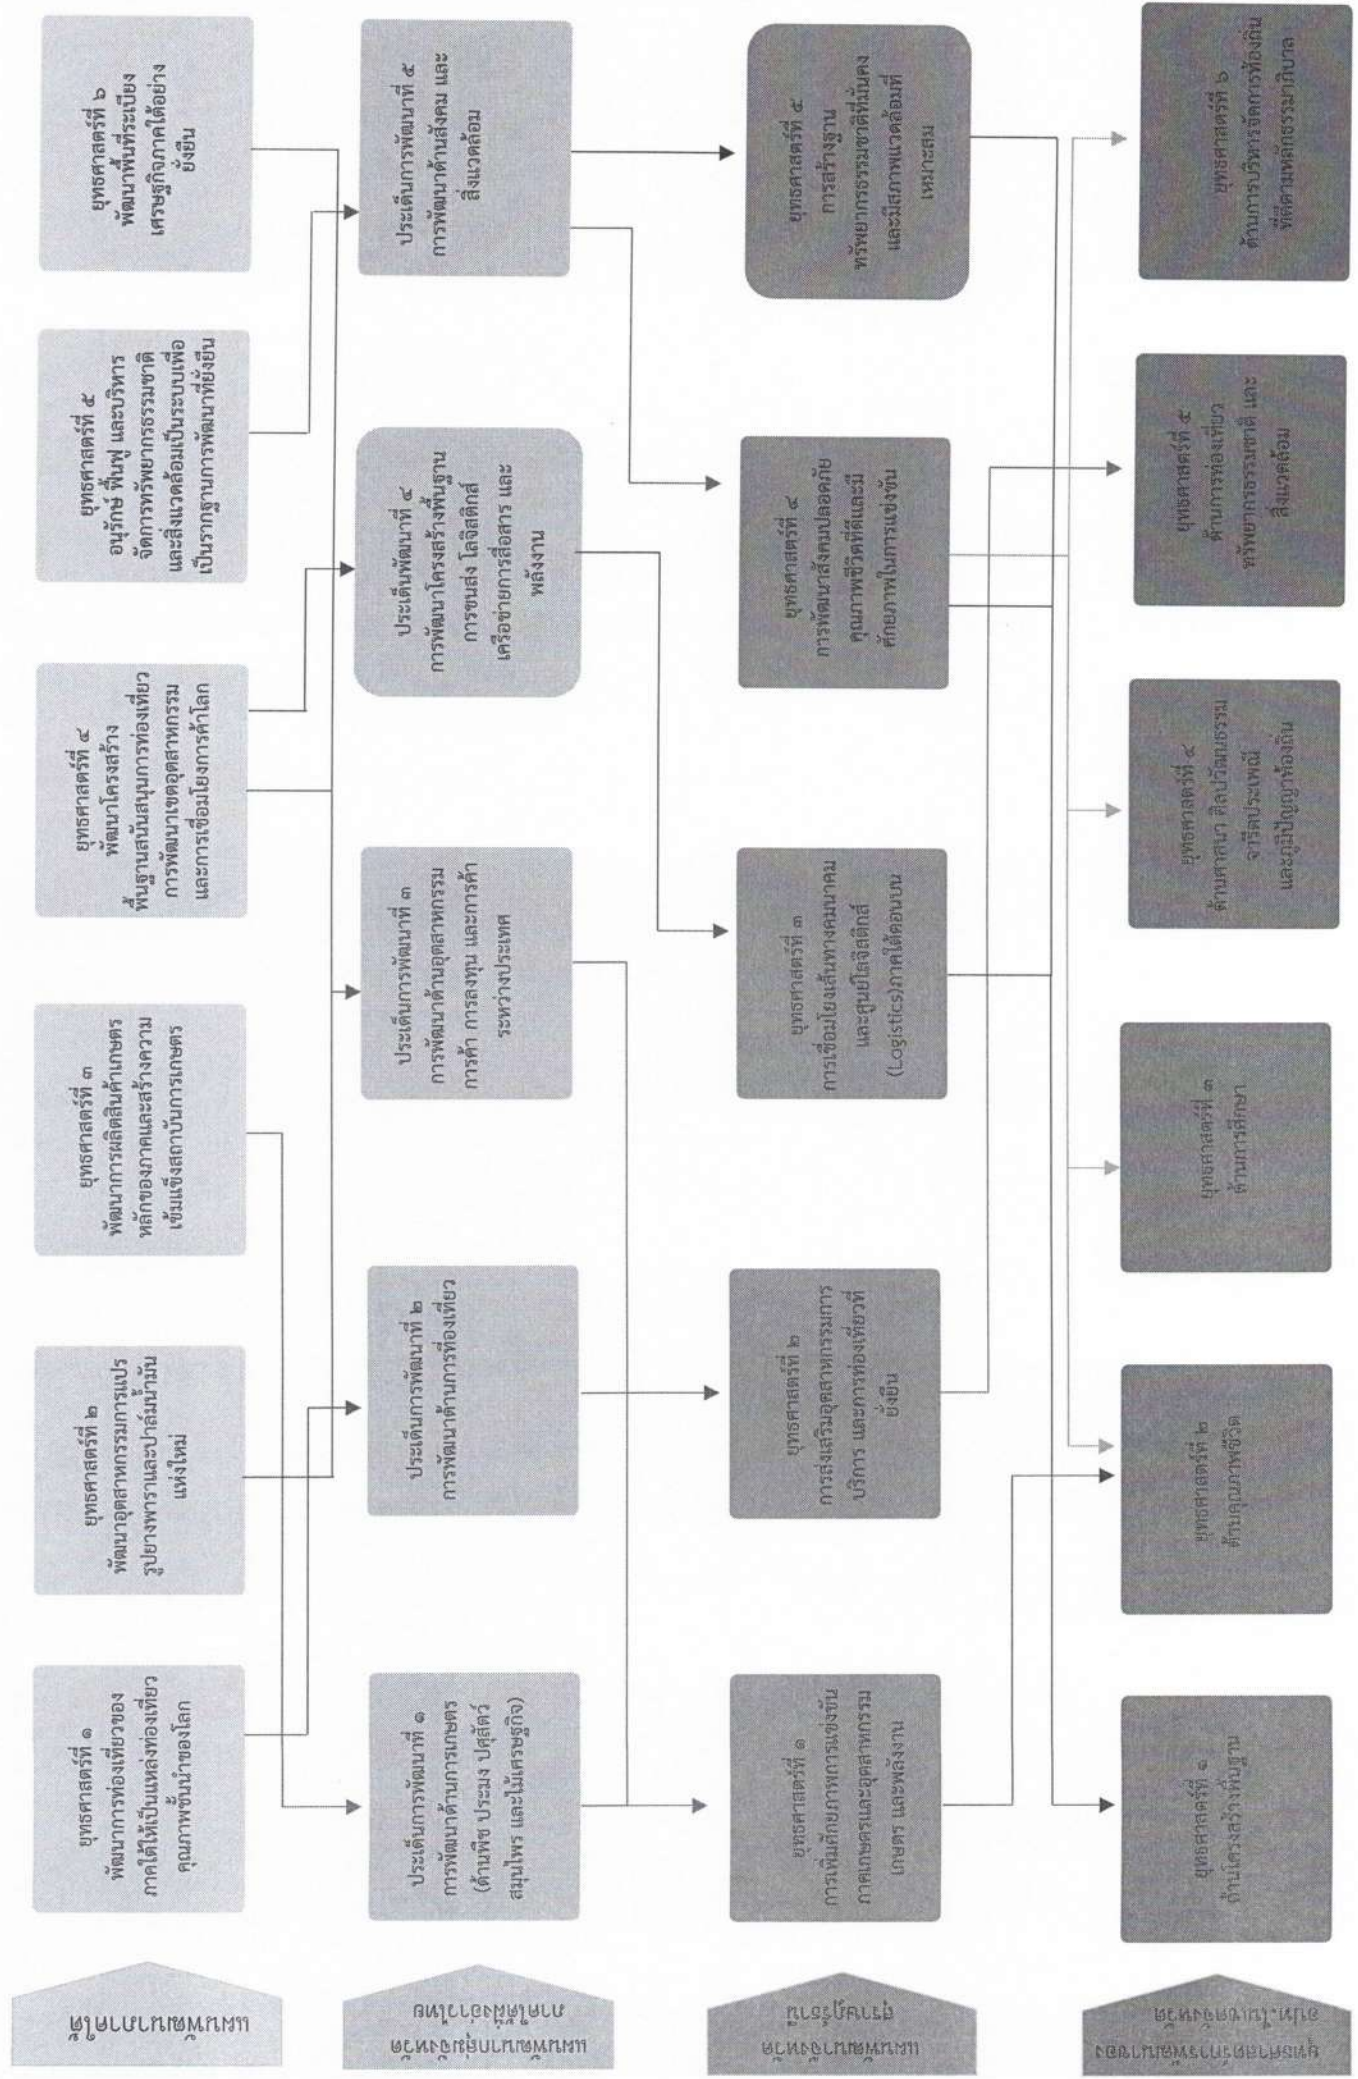 แผนพัฒนาภาคใต้
ยุทธศาสตร์ที่ ๑
พัฒนาการท่องเที่ยวของ
ภาคใต้ให้เป็นแหล่งท่องเที่ยว
คุณภาพชั้นนำของโลก
ยุทธศาสตร์ที่ ๒
พัฒนาอุตสาหกรรมการแปร
รูปยางพาราและปาล์มน้ำมัน
แห่งใหม่
ยุทธศาสตร์ที่ ๓
พัฒนาการผลิตสินค้าเกษตร
หลักของภาคและสร้างความ
เข้มแข็งสถาบันการเกษตร
ยุทธศาสตร์ที่ ๔
พัฒนาโครงสร้าง
พื้นฐานสนันสนุนการท่องเที่ยว
การพัฒนาเขตอุตสาหกรรม
และการเชื่อมโยงการค้าโลก
ยุทธศาสตร์ที่ ๕
อนุรักษ์ ฟื้นฟู และบริหาร
จัดการทรัพยากรธรรมชาติ
และสิ่งแวดล้อมเป็นระบบเพื่อ
เป็นรากฐานการพัฒนาที่ยั่งยืน
ยุทธศาสตร์ที่ ๖
พัฒนาพื้นที่ระเบียง
เศรษฐกิจภาคใต้อย่าง
ยั่งยืน
แผนพัฒนากลุ่มจังหวัด
ภาคใต้ฝั่งอ่าวไทย
ประเด็นการพัฒนาที่ ๑
การพัฒนาด้านการเกษตร
(ด้านพืช ประมง ปศุสัตว์
สมุนไพร และไม้เศรษฐกิจ)
ประเด็นการพัฒนาที่ ๒
การพัฒนาด้านการท่องเที่ยว
ประเด็นการพัฒนาที่ ๓
การพัฒนาด้านอุตสาหกรรม
การค้า การลงทุน และการค้า
ระหว่างประเทศ
ประเด็นพัฒนาที่ ๔
การพัฒนาโครงสร้างพื้นฐาน
การขนส่ง โลจิสติกส์
เครือข่ายการสื่อสาร และ
พลังงาน
ประเด็นการพัฒนาที่ ๕
การพัฒนาด้านสังคม และ
สิ่งแวดล้อม
แผนพัฒนาจังหวัด
สุราษฎร์ธานี
ยุทธศาสตร์ที่ ๑
การเพิ่มศักยภาพการแข่งขัน
ภาคเกษตรและอุตสาหกรรม
เกษตร และพลังงาน
ยุทธศาสตร์ที่ ๒
การส่งเสริมอุตสาหกรรมการ
บริการ และการท่องเที่ยวที่
ยั่งยืน
ยุทธศาสตร์ที่ ๓
การเชื่อมโยงเส้นทางคมนาคม
และศูนย์โลจิสติกส์
(Logistics)ภาคใต้ตอนบน
ยุทธศาสตร์ที่ ๔
การพัฒนาสังคมปลอดภัย
คุณภาพชีวิตที่ดีและมี
ศักยภาพในการแข่งขัน
ยุทธศาสตร์ที่ ๕
การสร้างฐาน
ทรัพยากรธรรมชาติที่มั่นคง
และมีสภาพแวดล้อมที่
เหมาะสม
ยุทธศาสตร์การพัฒนาของ
อปท.ในเขตจังหวัด
ยุทธศาสตร์ที่ ๑
ด้านโครงสร้างพื้นฐาน
ยุทธศาสตร์ที่ ๒
ด้านคุณภาพชีวิต
ยุทธศาสตร์ที่ ๓
ด้านการศึกษา
ยุทธศาสตร์ที่ ๔
ด้านศาสนา ศิลปวัฒนธรรม
จารีตประเพณี
และภูมิปัญญาท้องถิ่น
ยุทธศาสตร์ที่ ๕
ด้านการท่องเที่ยว
ทรัพยากรธรรมชาติ และ
สิ่งแวดล้อม
ยุทธศาสตร์ที่ ๖
ด้านการบริหารจัดการท้องถิ่น
ที่ดีตามหลักธรรมาภิบาล